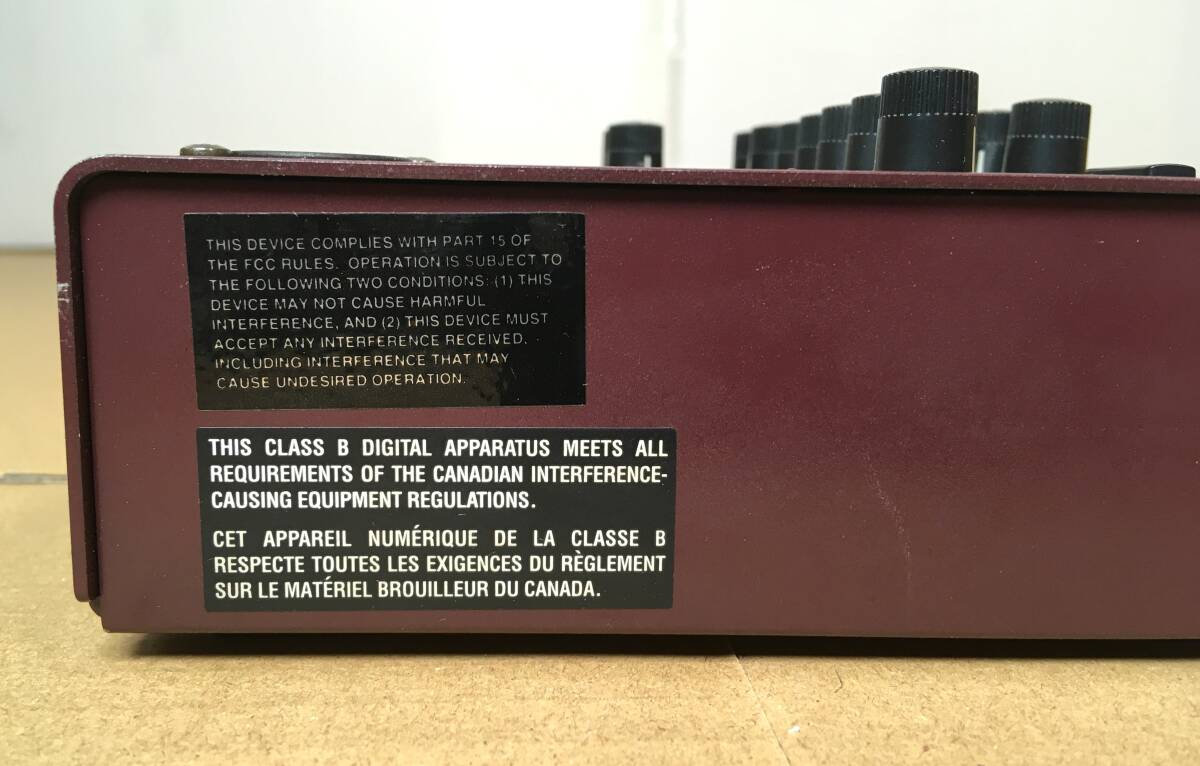 THIS DEVICE COMPLIES WITH PART 15 OF
THE FCC RULES. OPERATION IS SUBJECT TO
THE FOLLOWING TWO CONDITIONS: (1) THIS
DEVICE MAY NOT CAUSE HARMFUL
INTERFERENCE, AND (2) THIS DEVICE MUST
ACCEPT ANY INTERFERENCE RECEIVED,
INCLUDING INTERFERENCE THAT MAY
CAUSE UNDESIRED OPERATION.
THIS CLASS B DIGITAL APPARATUS MEETS ALL
REQUIREMENTS OF THE CANADIAN INTERFERENCE-
CAUSING EQUIPMENT REGULATIONS.
CET APPAREIL NUMÉRIQUE DE LA CLASSE B
RESPECTE TOUTES LES EXIGENCES DU RÈGLEMENT
SUR LE MATÉRIEL BROUILLEUR DU CANADA.